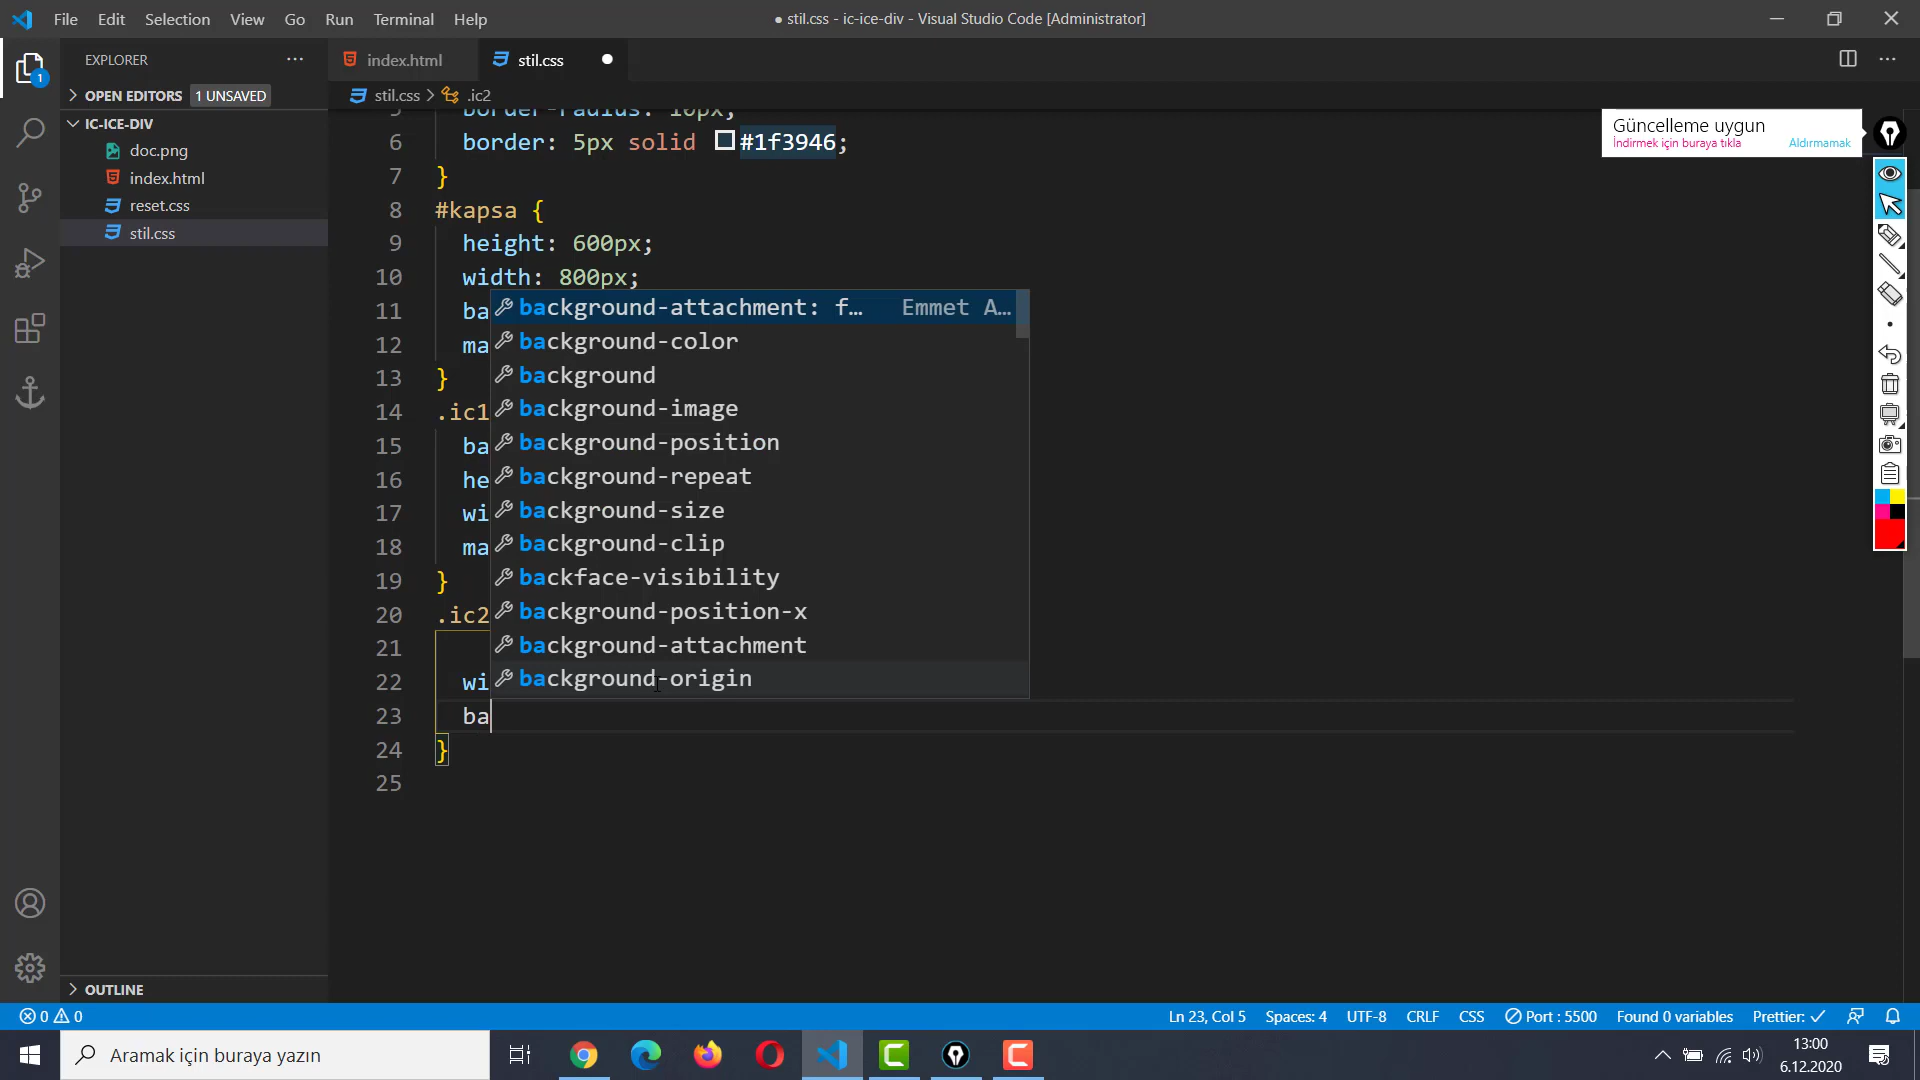 File Edit Selection View Go Run Terminal Help
● stil.css - ic-ice-div - Visual Studio Code [Administrator]
EXPLORER
index.html
stil.css
1
OPEN EDITORS 1 UNSAVED
stil.css > .ic2
IC-ICE-DIV
doc.png
index.html
reset.css
stil.css
Güncelleme uygun
İndirmek için buraya tıkla Aldırmamak
5 border-radius: 10px;
6 border: 5px solid #1f3946;
7 }
8 #kapsa {
9 height: 600px;
10 width: 800px;
11 ba
12 ma
13 }
14 .ic1
15 ba
16 he
17 wi
18 ma
19 }
20 .ic2
21
22 wi
23 ba
24 }
25
background-attachment: f… Emmet A…
background-color
background
background-image
background-position
background-repeat
background-size
background-clip
backface-visibility
background-position-x
background-attachment
background-origin
OUTLINE
0 0
Ln 23, Col 5 Spaces: 4 UTF-8 CRLF CSS Port : 5500 Found 0 variables Prettier: ✓
Aramak için buraya yazın
13:00
6.12.2020